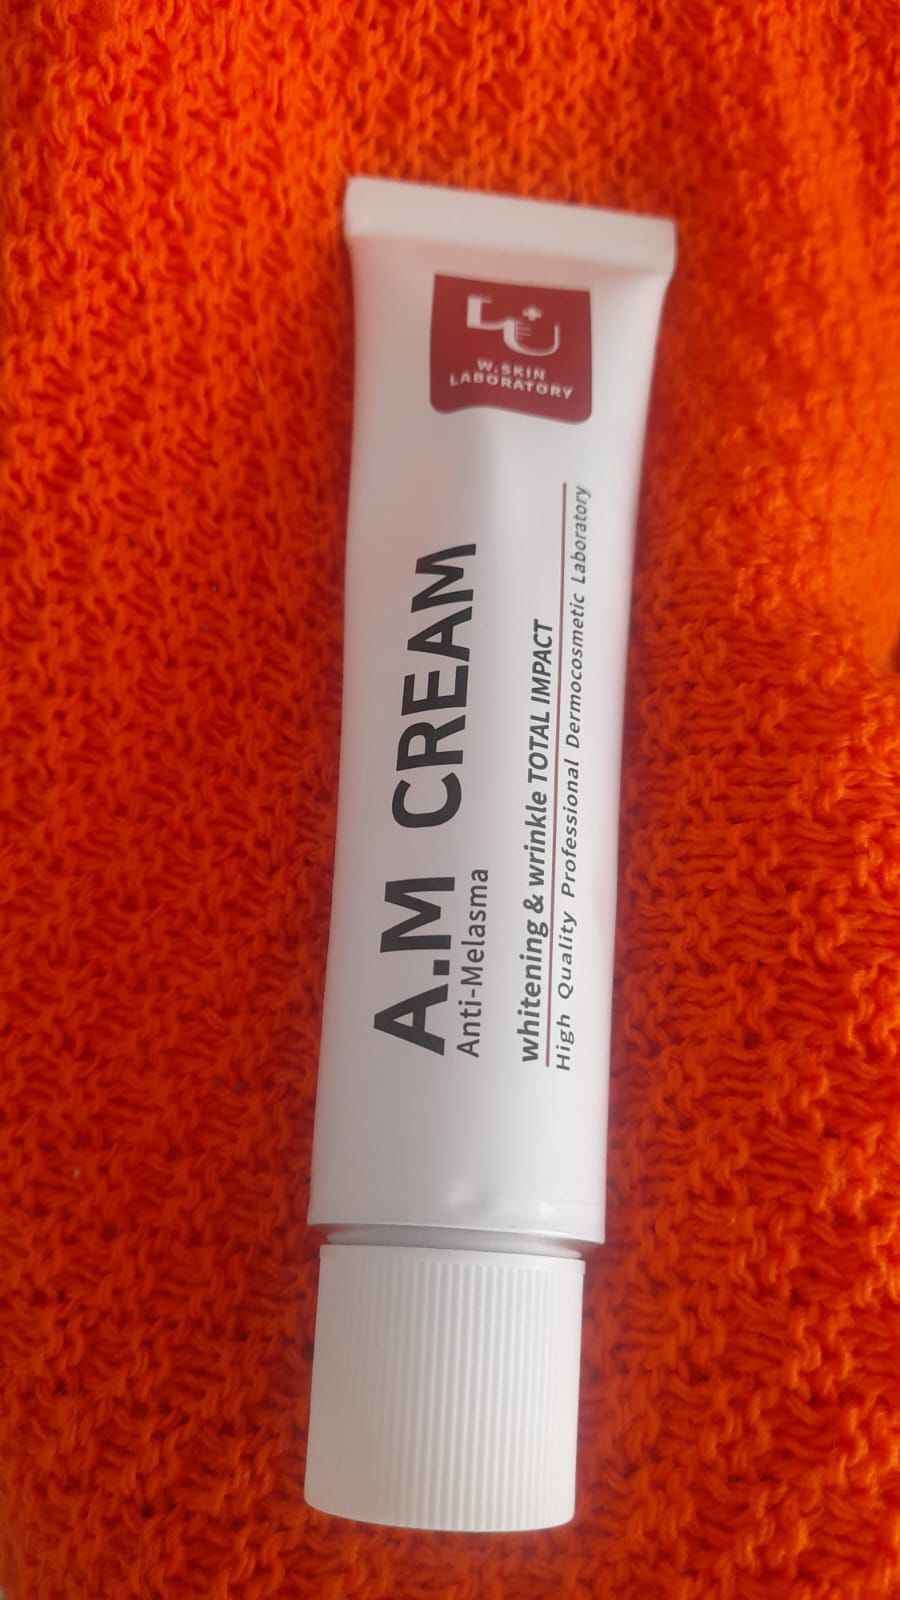 W.SKIN
LABORATORY
A.M CREAM
Anti-Melasma
whitening & wrinkle TOTAL IMPACT
High Quality Professional Dermocosmetic Laboratory